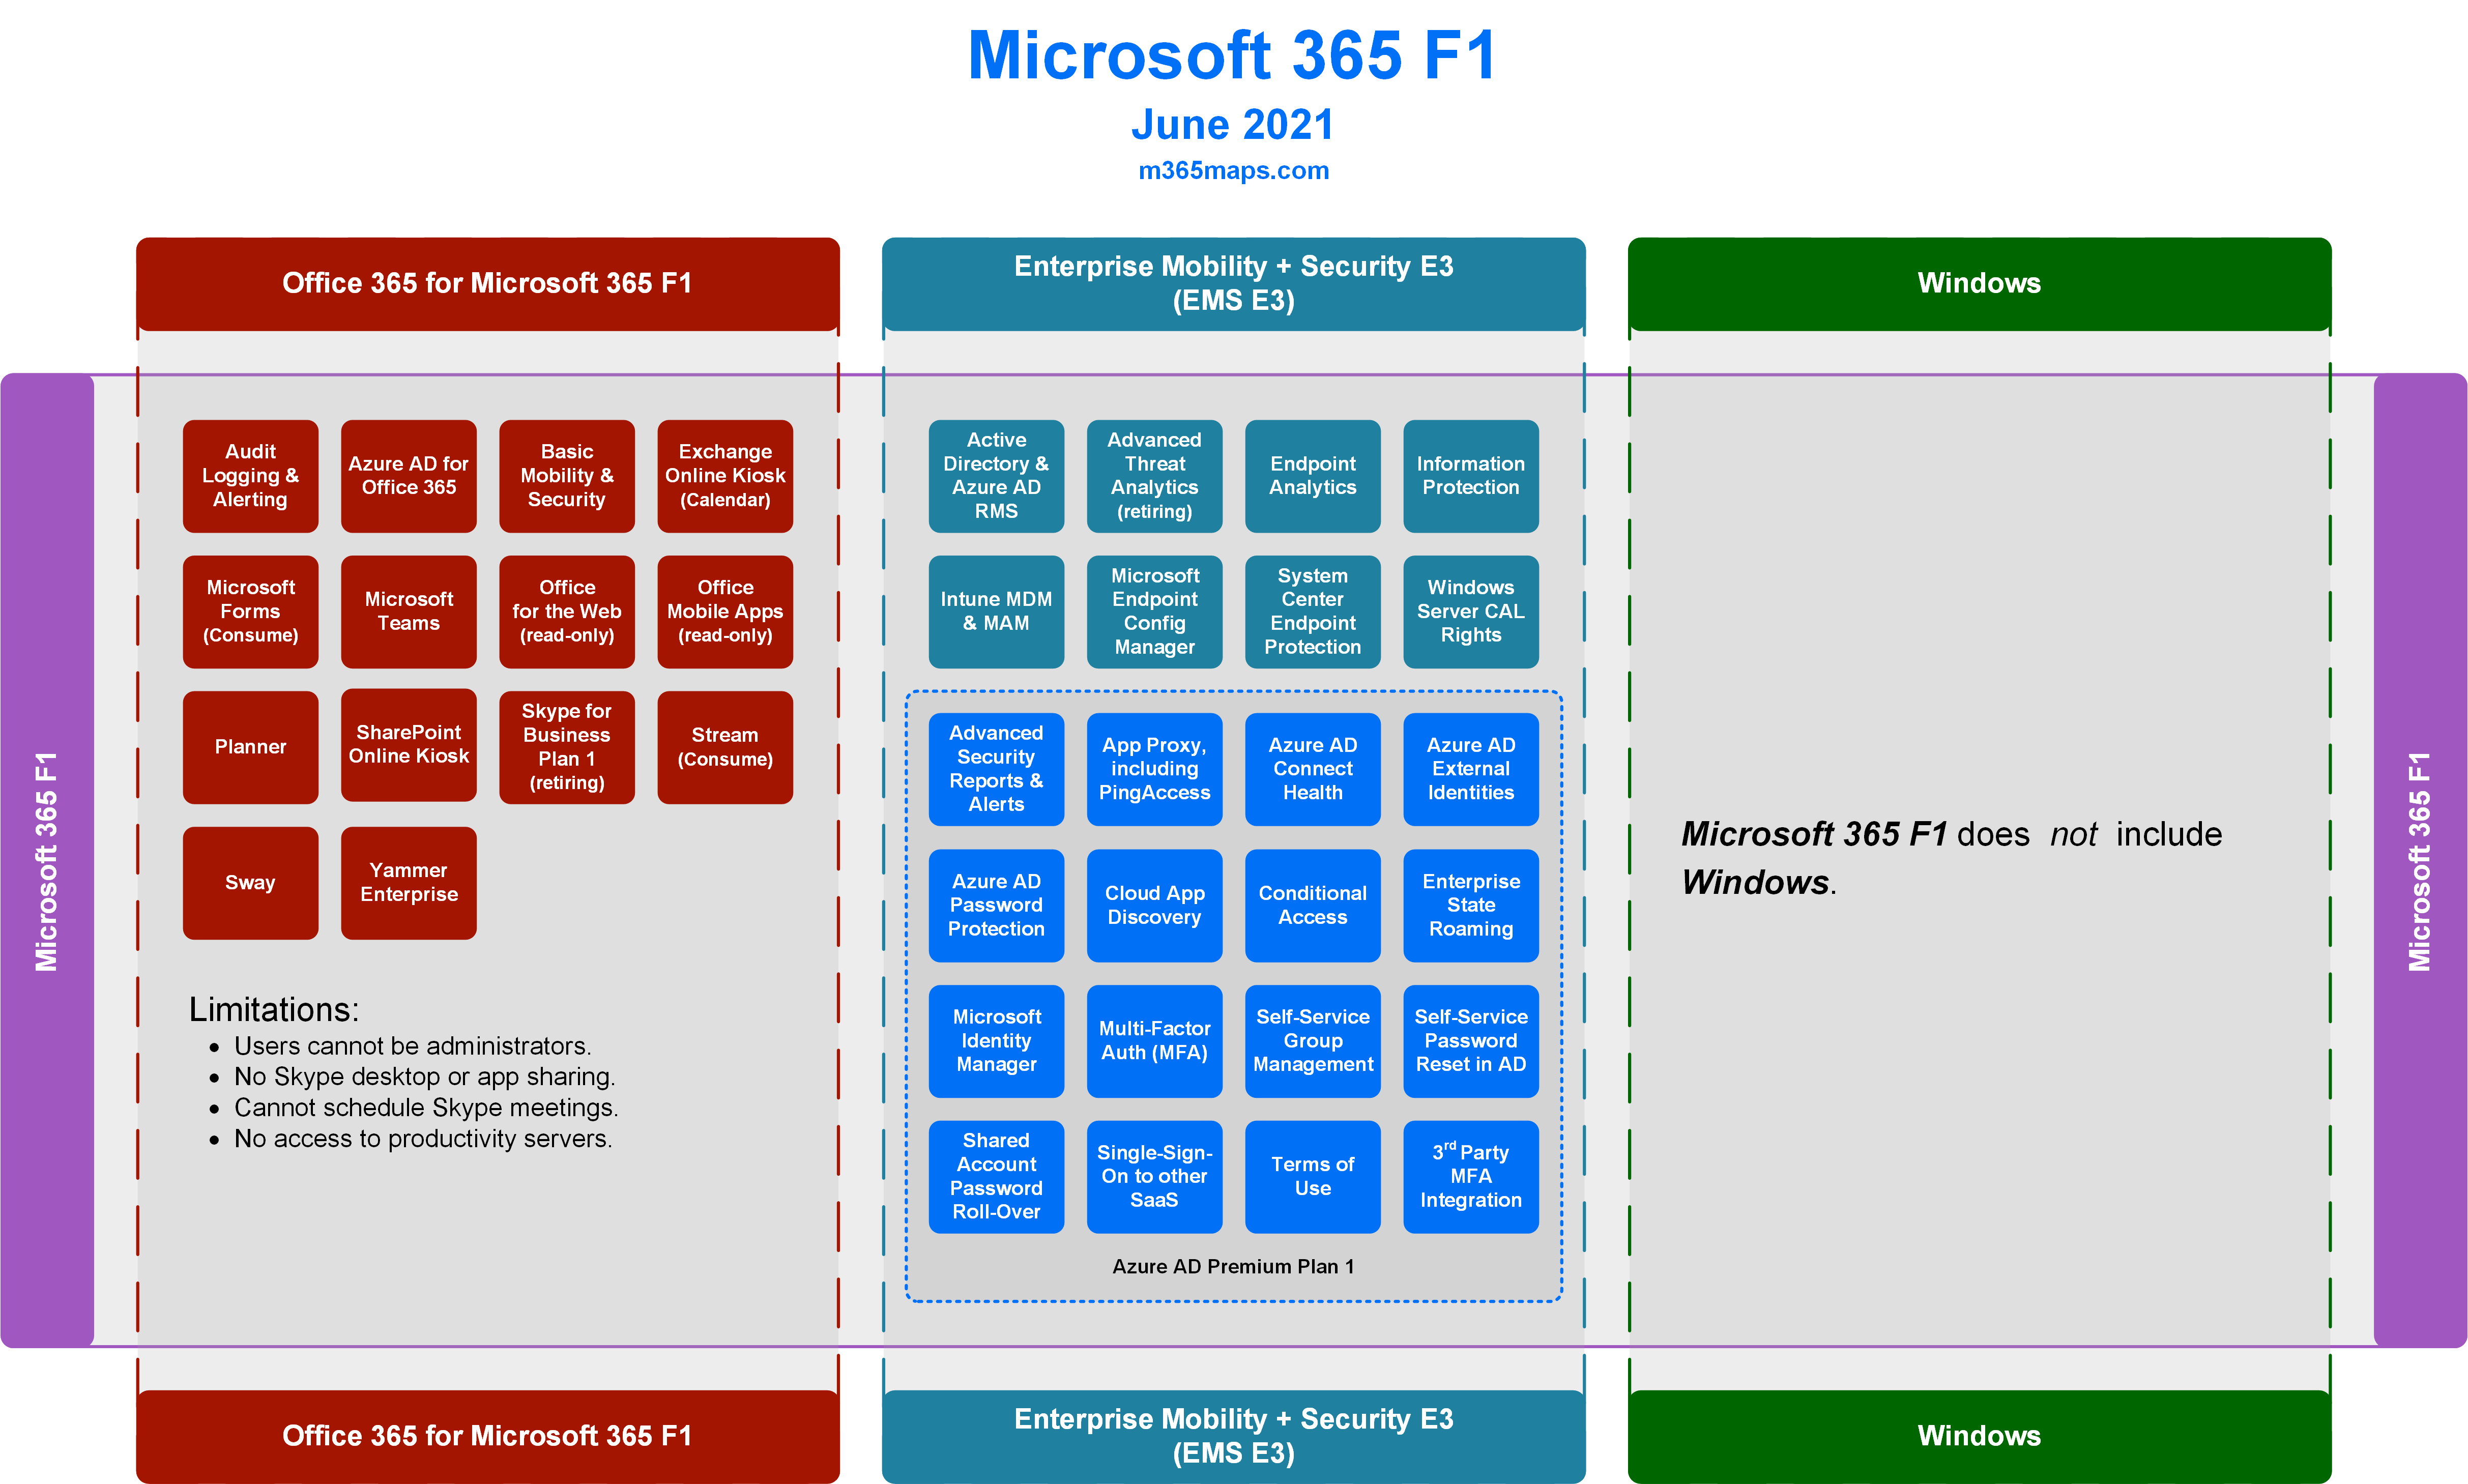 Microsoft 365 F1
June 2021
m365maps.com
Office 365 for Microsoft 365 F1
Enterprise Mobility + Security E3
(EMS E3)
Windows
Microsoft 365 F1
Audit
Logging &
Alerting
Azure AD for
Office 365
Basic
Mobility &
Security
Exchange
Online Kiosk
(Calendar)
Microsoft
Forms
(Consume)
Microsoft
Teams
Office
for the Web
(read-only)
Office
Mobile Apps
(read-only)
Planner
SharePoint
Online Kiosk
Skype for
Business
Plan 1
(retiring)
Stream
(Consume)
Sway
Yammer
Enterprise
Limitations:
• Users cannot be administrators.
• No Skype desktop or app sharing.
• Cannot schedule Skype meetings.
• No access to productivity servers.
Active
Directory &
Azure AD
RMS
Advanced
Threat
Analytics
(retiring)
Endpoint
Analytics
Information
Protection
Intune MDM
& MAM
Microsoft
Endpoint
Config
Manager
System
Center
Endpoint
Protection
Windows
Server CAL
Rights
Advanced
Security
Reports &
Alerts
App Proxy,
including
PingAccess
Azure AD
Connect
Health
Azure AD
External
Identities
Azure AD
Password
Protection
Cloud App
Discovery
Conditional
Access
Enterprise
State
Roaming
Microsoft
Identity
Manager
Multi-Factor
Auth (MFA)
Self-Service
Group
Management
Self-Service
Password
Reset in AD
Shared
Account
Password
Roll-Over
Single-Sign-
On to other
SaaS
Terms of
Use
3rd Party
MFA
Integration
Azure AD Premium Plan 1
Microsoft 365 F1 does not include
Windows.
Microsoft 365 F1
Office 365 for Microsoft 365 F1
Enterprise Mobility + Security E3
(EMS E3)
Windows